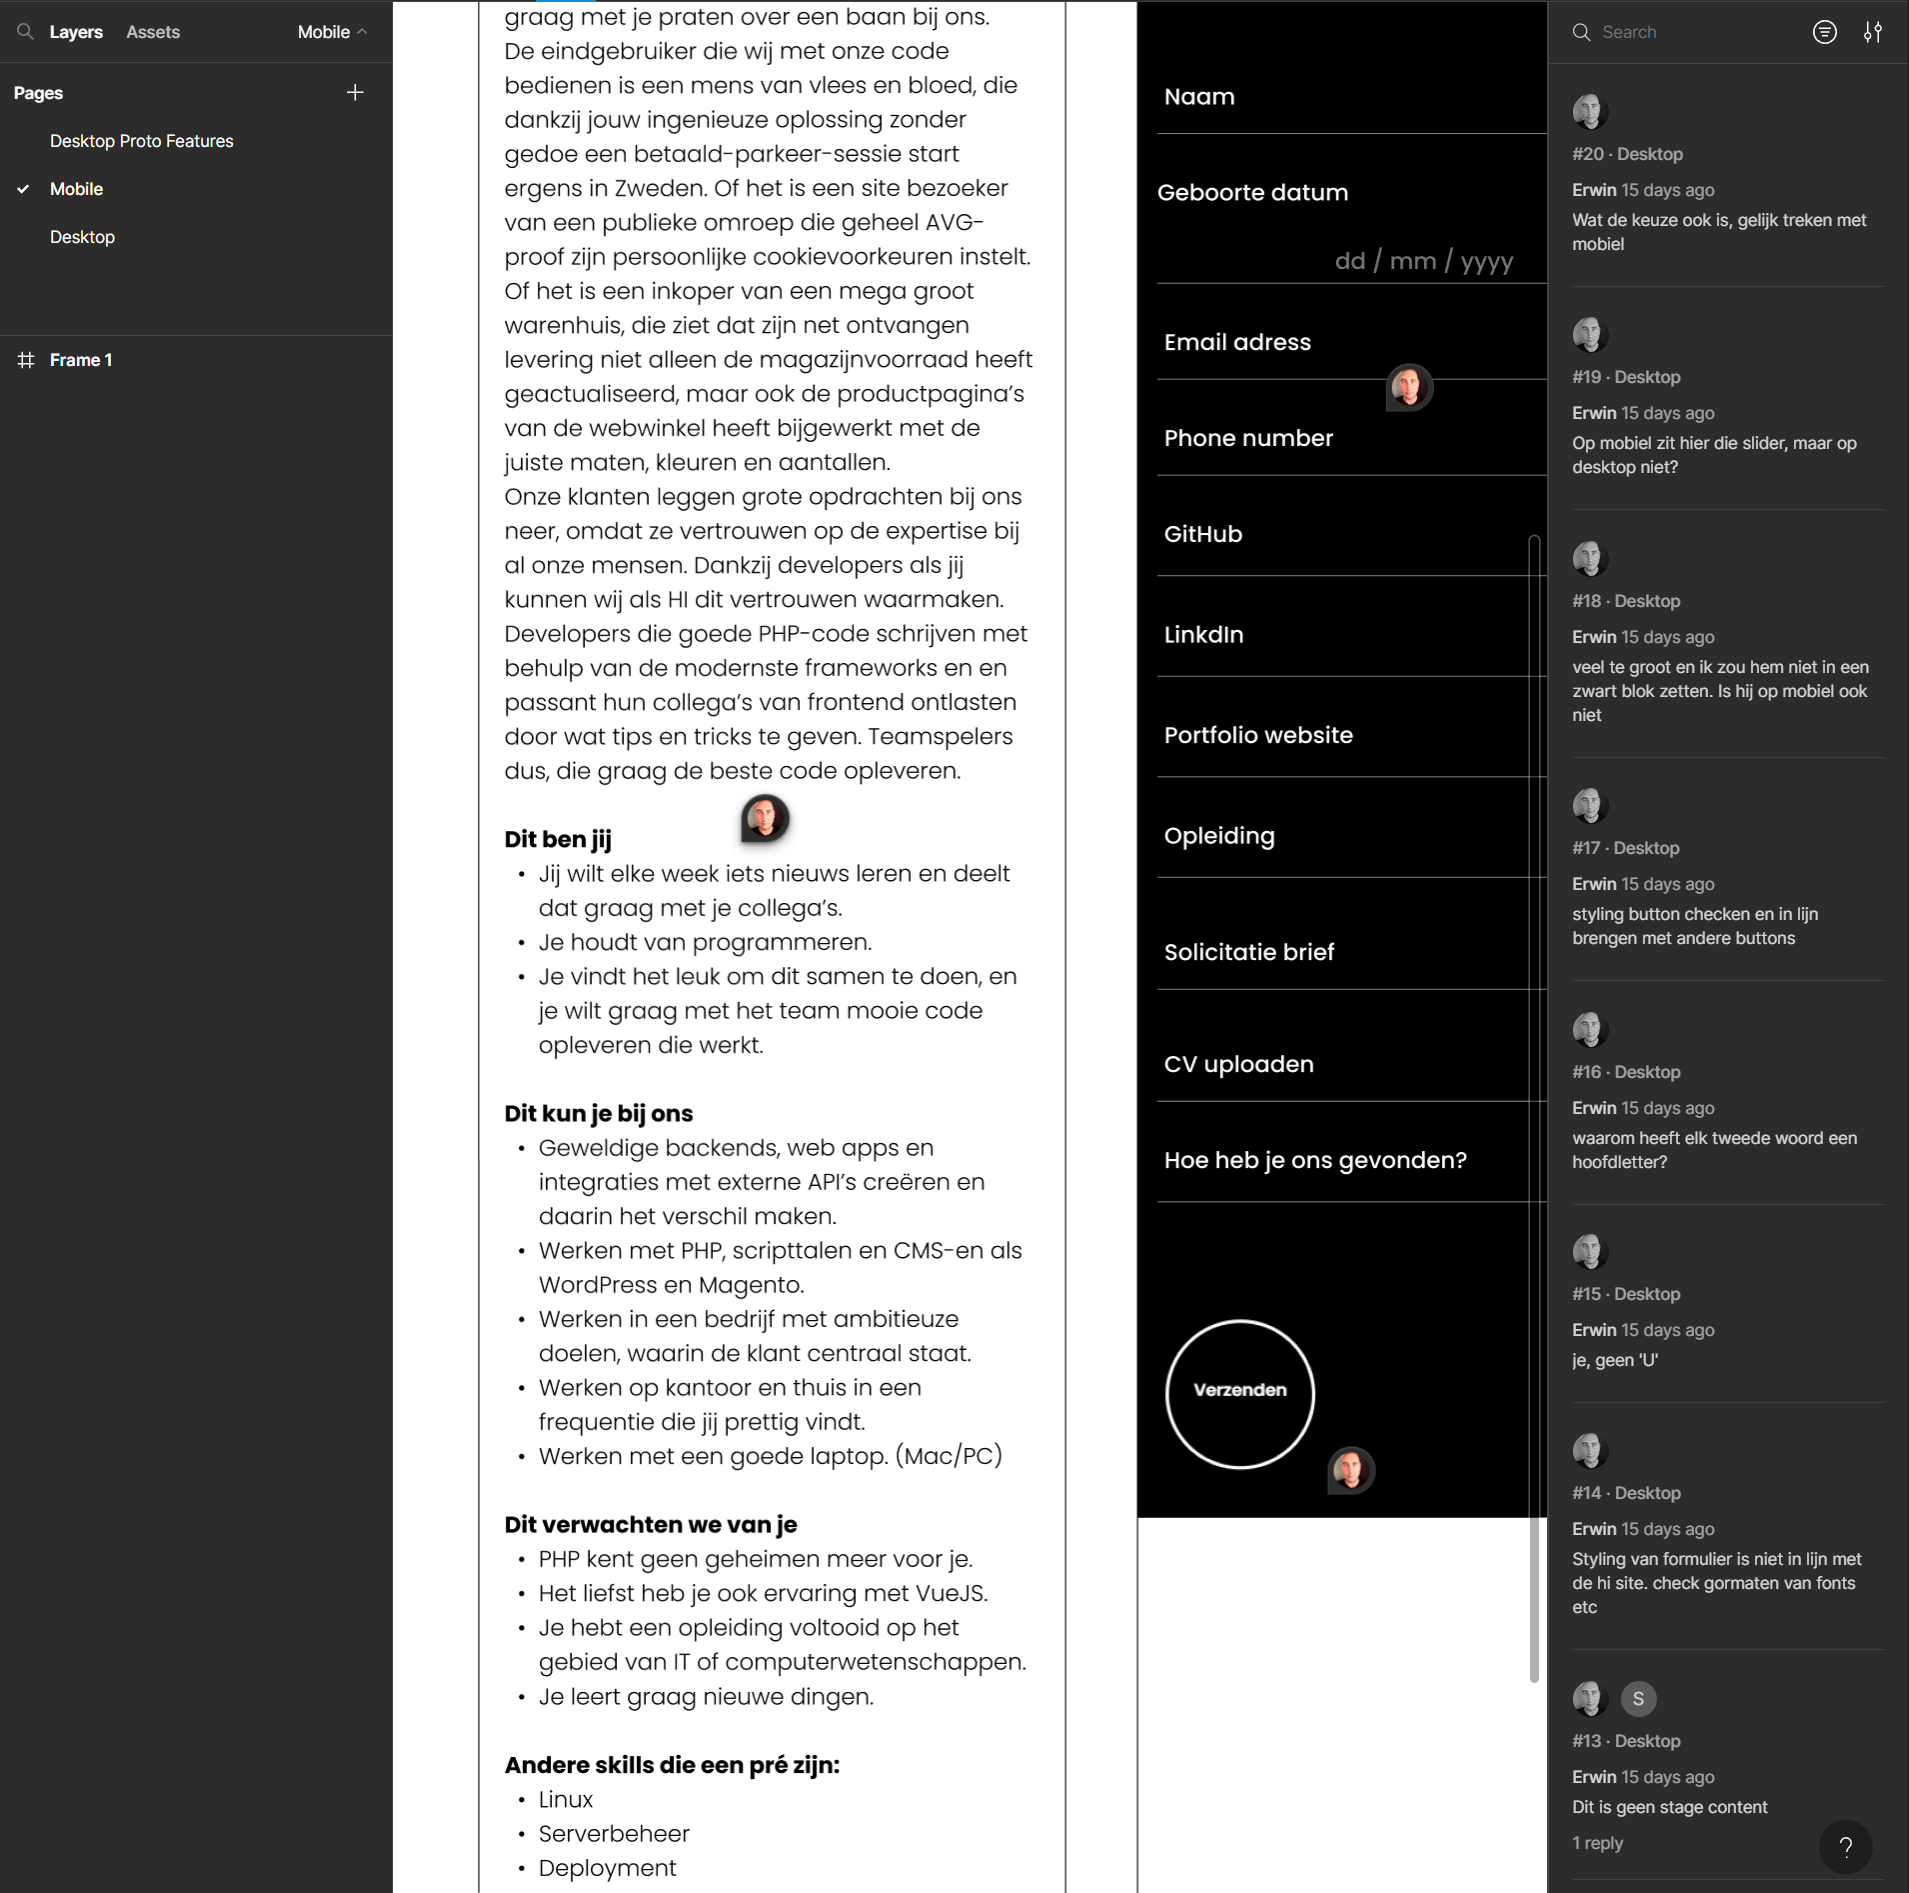 Layers
Assets
Mobile
Pages
Desktop Proto Features
Mobile
Desktop
Frame 1
graag met je praten over een baan bij ons.
De eindgebruiker die wij met onze code
bedienen is een mens van vlees en bloed, die
dankzij jouw ingenieuze oplossing zonder
gedoe een betaald-parkeer-sessie start
ergens in Zweden. Of het is een site bezoeker
van een publieke omroep die geheel AVG-
proof zijn persoonlijke cookievoorkeuren instelt.
Of het is een inkoper van een mega groot
warenhuis, die ziet dat zijn net ontvangen
levering niet alleen de magazijnvoorraad heeft
geactualiseerd, maar ook de productpagina’s
van de webwinkel heeft bijgewerkt met de
juiste maten, kleuren en aantallen.
Onze klanten leggen grote opdrachten bij ons
neer, omdat ze vertrouwen op de expertise bij
al onze mensen. Dankzij developers als jij
kunnen wij als HI dit vertrouwen waarmaken.
Developers die goede PHP-code schrijven met
behulp van de modernste frameworks en en
passant hun collega’s van frontend ontlasten
door wat tips en tricks te geven. Teamspelers
dus, die graag de beste code opleveren.
Dit ben jij
• Jij wilt elke week iets nieuws leren en deelt
dat graag met je collega’s.
• Je houdt van programmeren.
• Je vindt het leuk om dit samen te doen, en
je wilt graag met het team mooie code
opleveren die werkt.
Dit kun je bij ons
• Geweldige backends, web apps en
integraties met externe API’s creëren en
daarin het verschil maken.
• Werken met PHP, scripttalen en CMS-en als
WordPress en Magento.
• Werken in een bedrijf met ambitieuze
doelen, waarin de klant centraal staat.
• Werken op kantoor en thuis in een
frequentie die jij prettig vindt.
• Werken met een goede laptop. (Mac/PC)
Dit verwachten we van je
• PHP kent geen geheimen meer voor je.
• Het liefst heb je ook ervaring met VueJS.
• Je hebt een opleiding voltooid op het
gebied van IT of computerwetenschappen.
• Je leert graag nieuwe dingen.
Andere skills die een pré zijn:
• Linux
• Serverbeheer
• Deployment
Naam
Geboorte datum
dd / mm / yyyy
Email adress
Phone number
GitHub
LinkdIn
Portfolio website
Opleiding
Solicitatie brief
CV uploaden
Hoe heb je ons gevonden?
Verzenden
Search
#20 · Desktop
Erwin 15 days ago
Wat de keuze ook is, gelijk treken met
mobiel
#19 · Desktop
Erwin 15 days ago
Op mobiel zit hier die slider, maar op
desktop niet?
#18 · Desktop
Erwin 15 days ago
veel te groot en ik zou hem niet in een
zwart blok zetten. Is hij op mobiel ook
niet
#17 · Desktop
Erwin 15 days ago
styling button checken en in lijn
brengen met andere buttons
#16 · Desktop
Erwin 15 days ago
waarom heeft elk tweede woord een
hoofdletter?
#15 · Desktop
Erwin 15 days ago
je, geen 'U'
#14 · Desktop
Erwin 15 days ago
Styling van formulier is niet in lijn met
de hi site. check gormaten van fonts
etc
S
#13 · Desktop
Erwin 15 days ago
Dit is geen stage content
1 reply
?